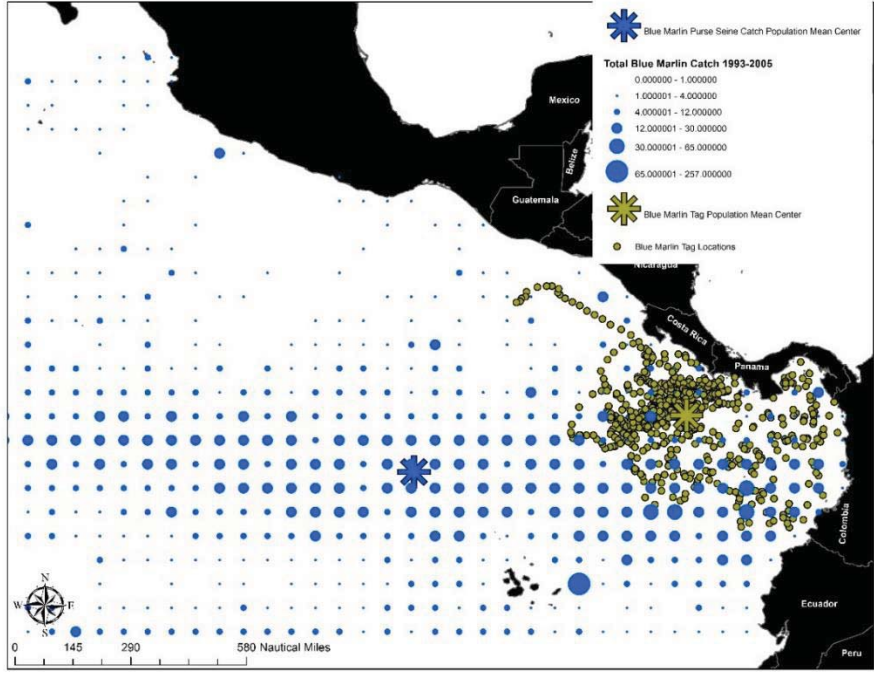 Blue Marlin Purse Seine Catch Population Mean Center
Total Blue Marlin Catch 1993-2005
0.000000 - 1.000000
1.000001 - 4.000000
4.000001 - 12.000000
12.000001 - 30.000000
30.000001 - 65.000000
65.000001 - 257.000000
Blue Marlin Tag Population Mean Center
Blue Marlin Tag Locations
Mexico
Belize
Guatemala
Nicaragua
Costa Rica
Panama
Colombia
Ecuador
Peru
N
W E
S
0 145 290 580 Nautical Miles